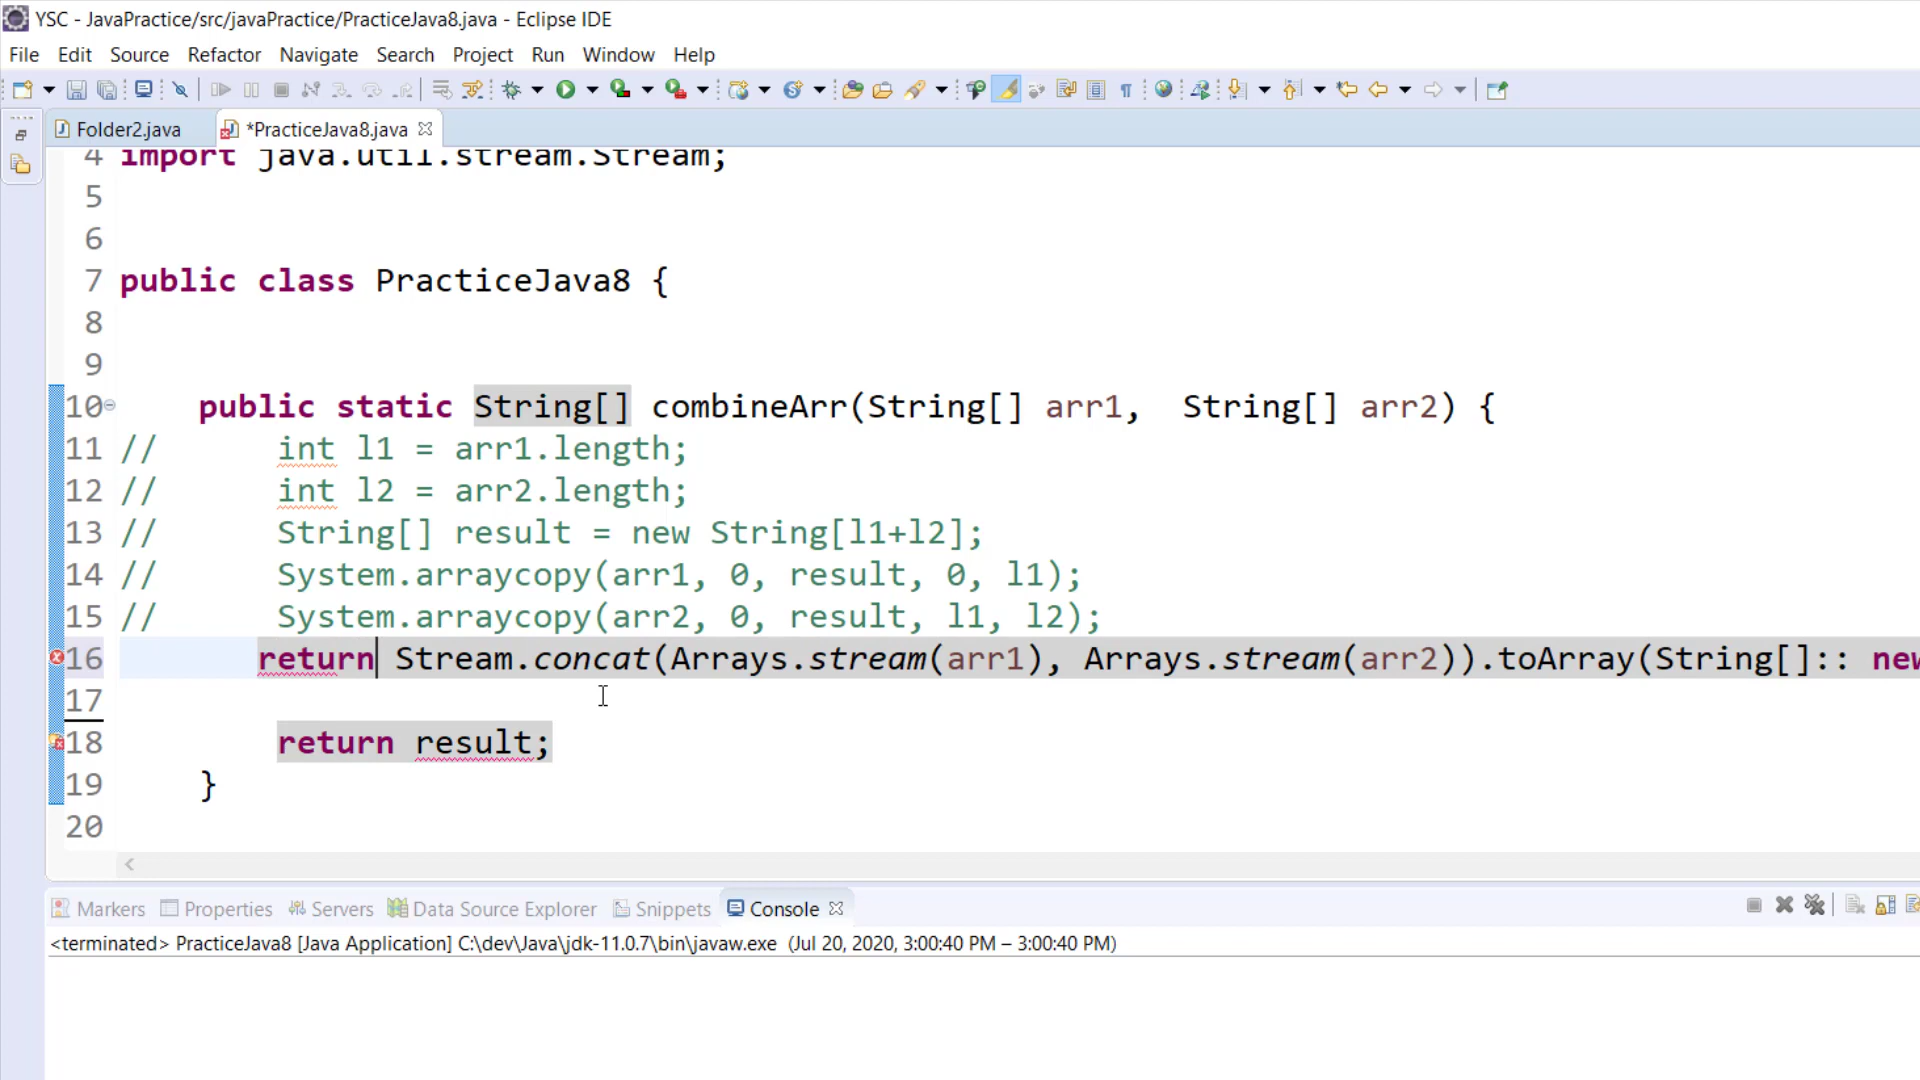 YSC - JavaPractice/src/javaPractice/PracticeJava8.java - Eclipse IDE
File Edit Source Refactor Navigate Search Project Run Window Help
Folder2.java *PracticeJava8.java
4 import java.util.stream.Stream;
5
6
7 public class PracticeJava8 {
8
9
10 public static String[] combineArr(String[] arr1, String[] arr2) {
11 // int l1 = arr1.length;
12 // int l2 = arr2.length;
13 // String[] result = new String[l1+l2];
14 // System.arraycopy(arr1, 0, result, 0, l1);
15 // System.arraycopy(arr2, 0, result, l1, l2);
16 return Stream.concat(Arrays.stream(arr1), Arrays.stream(arr2)).toArray(String[]:: new
17
18 return result;
19 }
20
Markers Properties Servers Data Source Explorer Snippets Console
<terminated> PracticeJava8 [Java Application] C:\dev\Java\jdk-11.0.7\bin\javaw.exe (Jul 20, 2020, 3:00:40 PM – 3:00:40 PM)